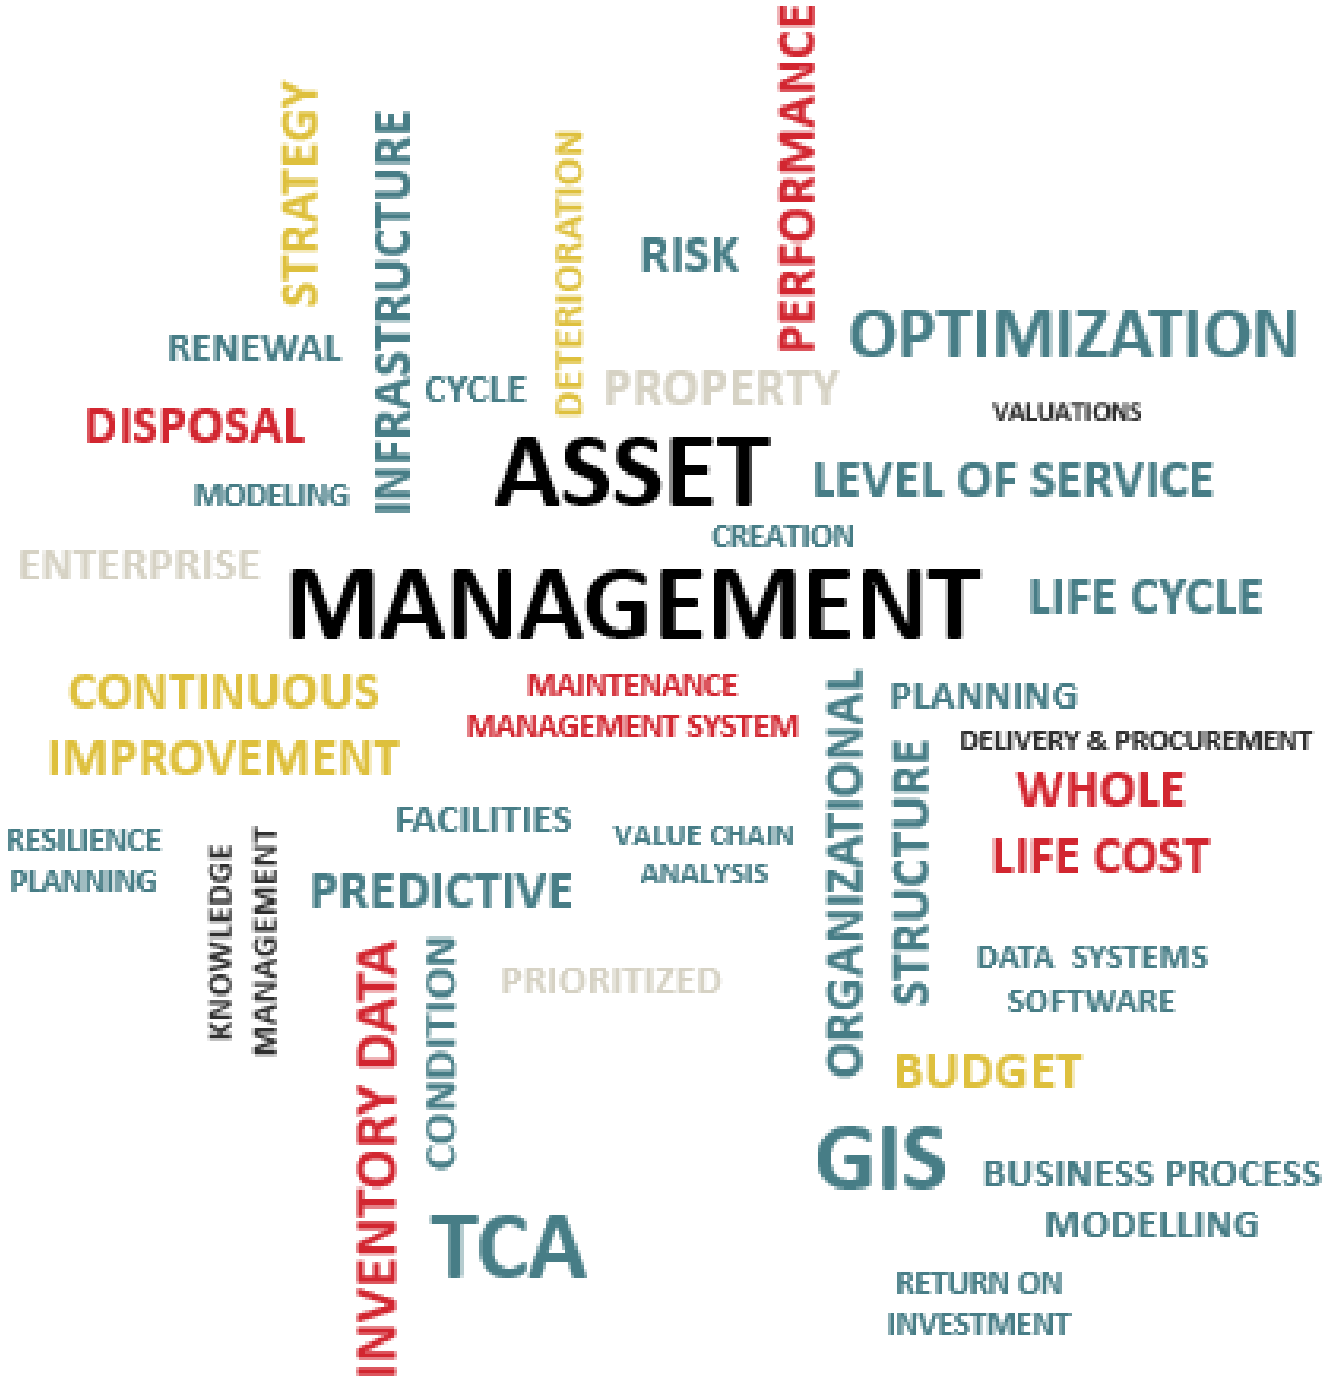 PERFORMANCE
STRATEGY
INFRASTRUCTURE
DETERIORATION
RISK
OPTIMIZATION
RENEWAL
CYCLE
PROPERTY
VALUATIONS
DISPOSAL
ASSET
LEVEL OF SERVICE
MODELING
CREATION
ENTERPRISE
MANAGEMENT
LIFE CYCLE
CONTINUOUS
IMPROVEMENT
MAINTENANCE
MANAGEMENT SYSTEM
ORGANIZATIONAL
STRUCTURE
PLANNING
DELIVERY & PROCUREMENT
WHOLE
LIFE COST
RESILIENCE
PLANNING
KNOWLEDGE
MANAGEMENT
FACILITIES
PREDICTIVE
VALUE CHAIN
ANALYSIS
INVENTORY DATA
CONDITION
PRIORITIZED
DATA SYSTEMS
SOFTWARE
BUDGET
GIS
BUSINESS PROCESS
MODELLING
TCA
RETURN ON
INVESTMENT